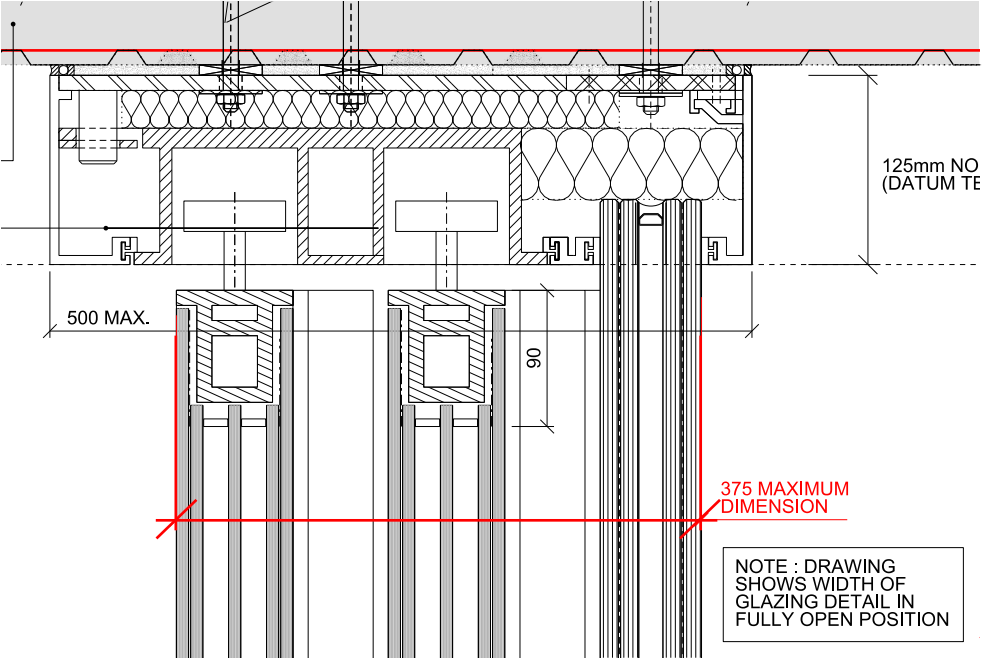 125mm NO
(DATUM TE
500 MAX.
90
375 MAXIMUM
DIMENSION
NOTE : DRAWING
SHOWS WIDTH OF
GLAZING DETAIL IN
FULLY OPEN POSITION